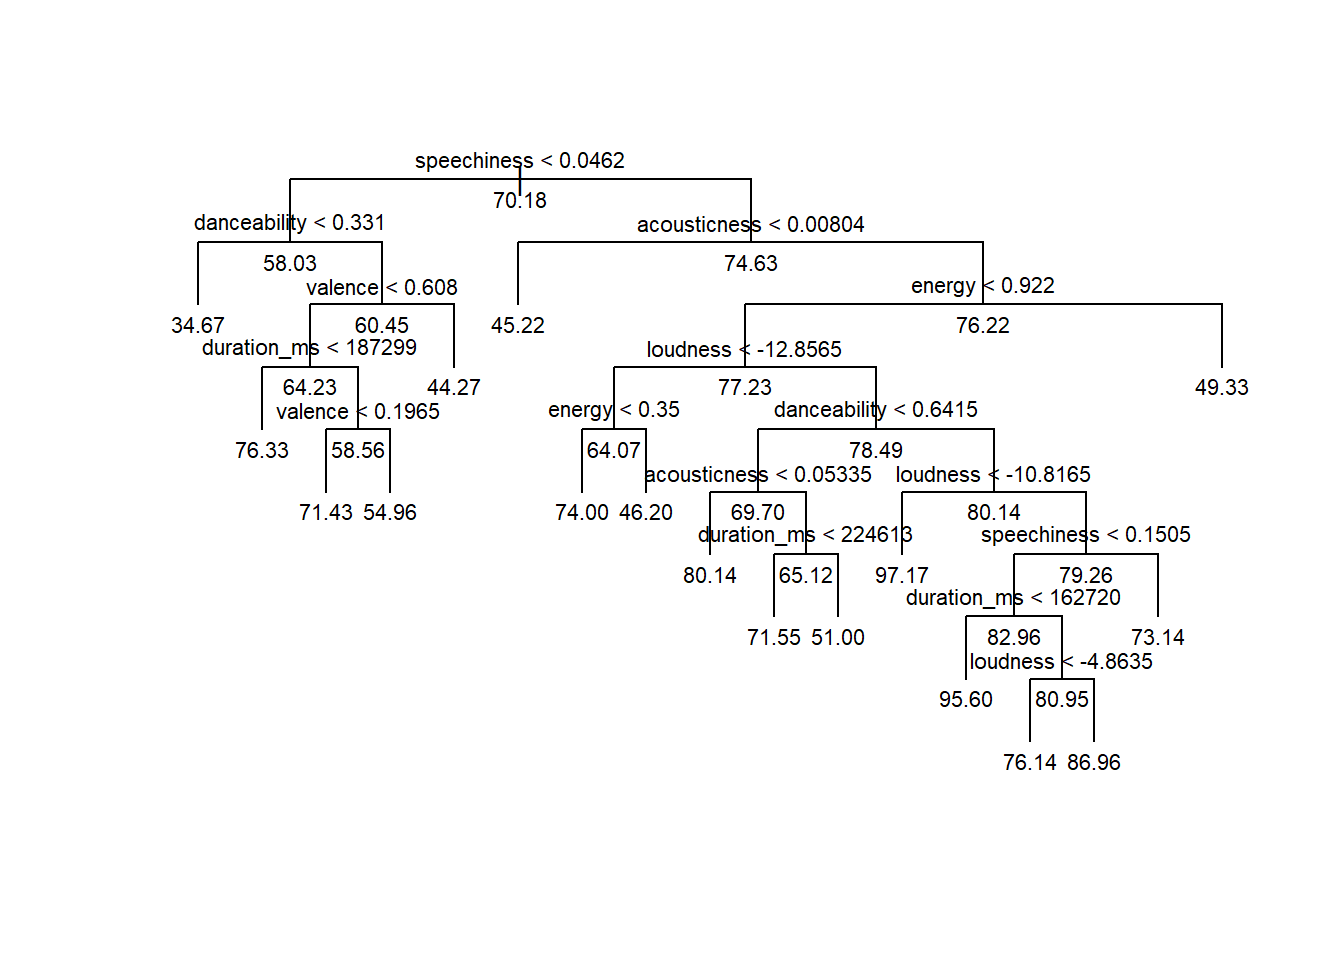 speechiness < 0.0462
70.18
danceability < 0.331
acousticness < 0.00804
58.03
74.63
valence < 0.608
energy < 0.922
34.67
60.45
45.22
76.22
duration_ms < 187299
loudness < -12.8565
64.23
44.27
77.23
49.33
valence < 0.1965
energy < 0.35
danceability < 0.6415
76.33
58.56
64.07
78.49
acousticness < 0.05335
loudness < -10.8165
71.43
54.96
74.00
46.20
69.70
80.14
duration_ms < 224613
speechiness < 0.1505
80.14
65.12
97.17
79.26
duration_ms < 162720
71.55
51.00
82.96
73.14
loudness < -4.8635
95.60
80.95
76.14
86.96